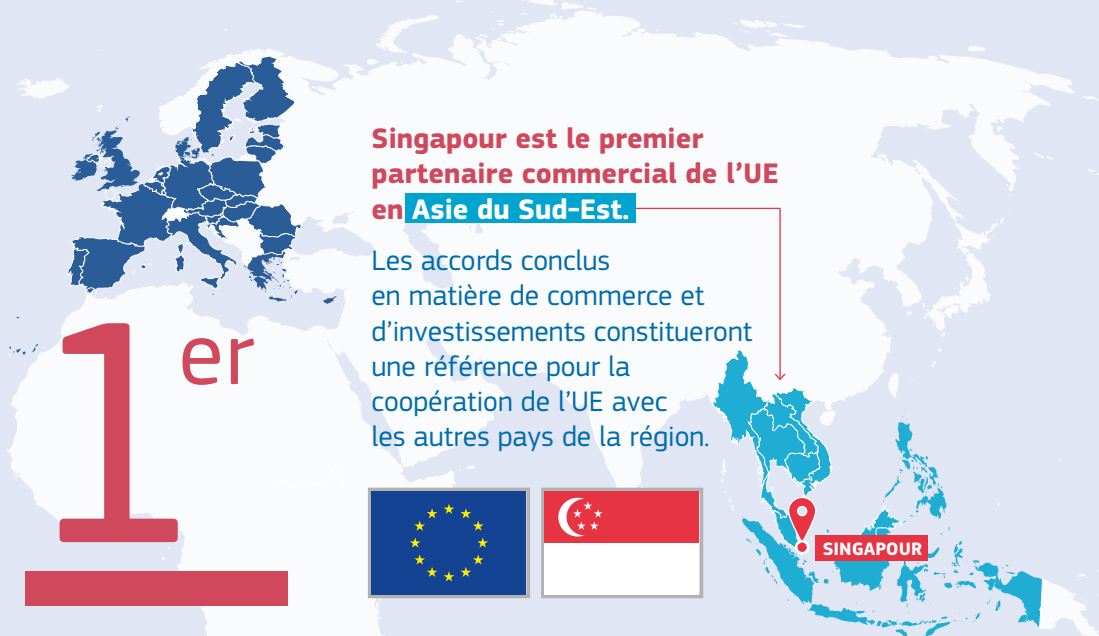 Singapour est le premier
partenaire commercial de l’UE
en Asie du Sud-Est.
Les accords conclus
en matière de commerce et
d’investissements constitueront
une référence pour la
coopération de l’UE avec
les autres pays de la région.
1er
SINGAPOUR